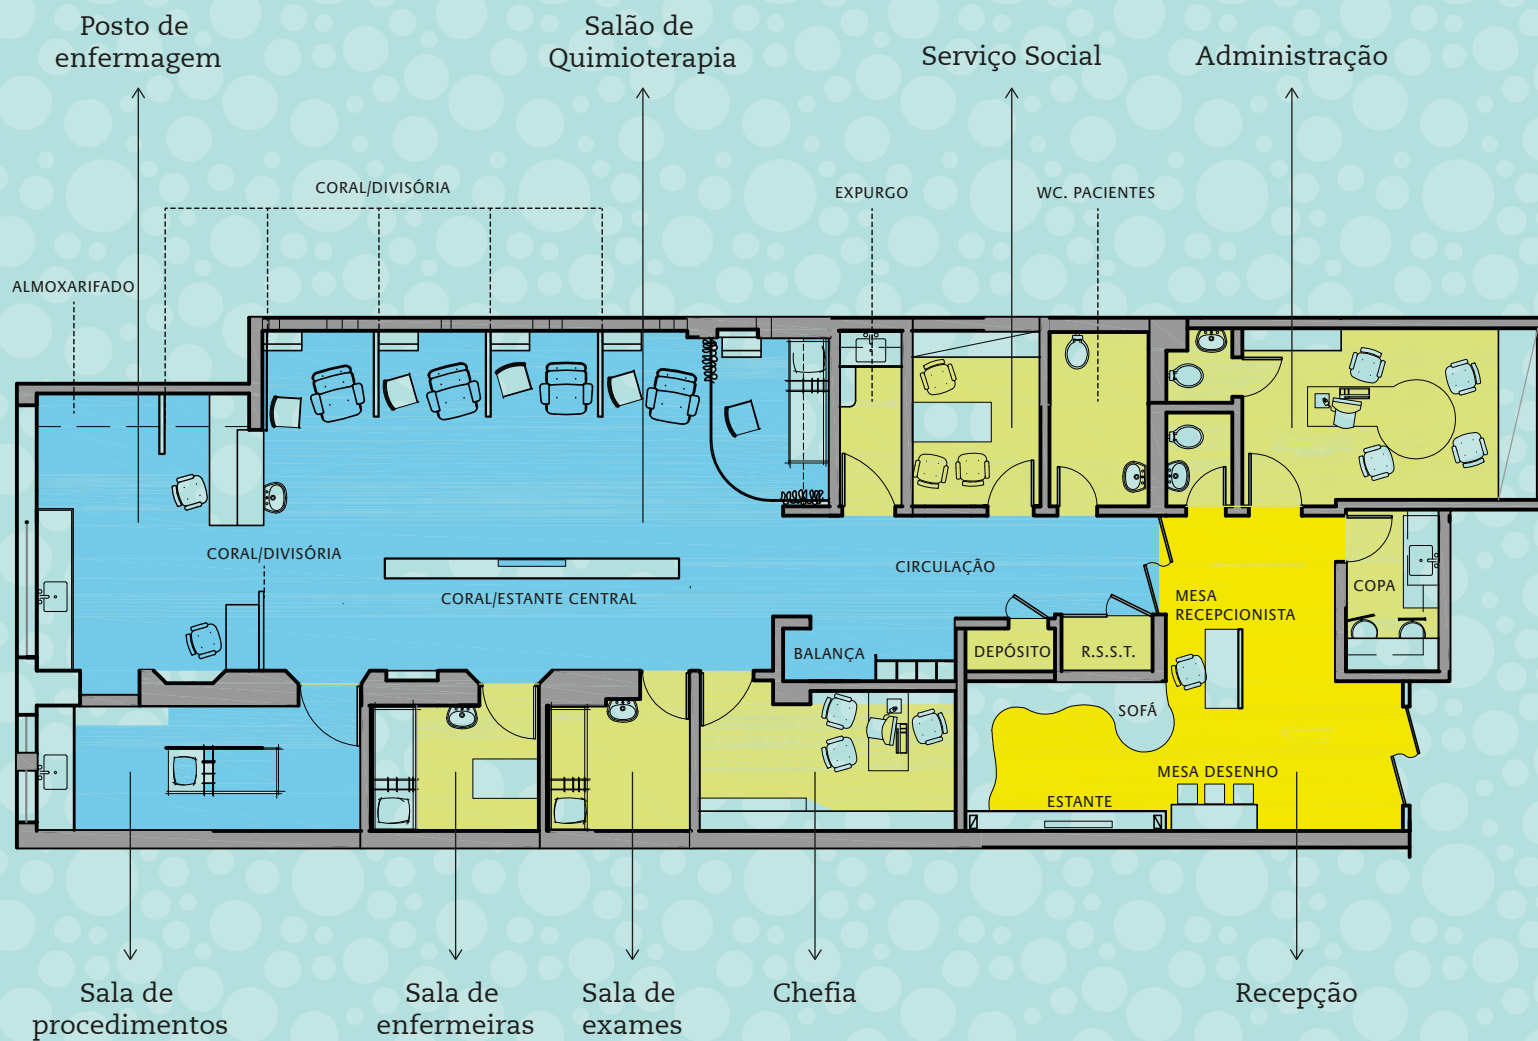 Posto de
enfermagem
Salão de
Quimioterapia
Serviço Social
Administração
CORAL/DIVISÓRIA
EXPURGO
WC. PACIENTES
ALMOXARIFADO
CORAL/DIVISÓRIA
CORAL/ESTANTE CENTRAL
CIRCULAÇÃO
MESA
RECEPCIONISTA
COPA
BALANÇA
DEPÓSITO
R.S.S.T.
SOFÁ
MESA DESENHO
ESTANTE
Sala de
procedimentos
Sala de
enfermeiras
Sala de
exames
Chefia
Recepção